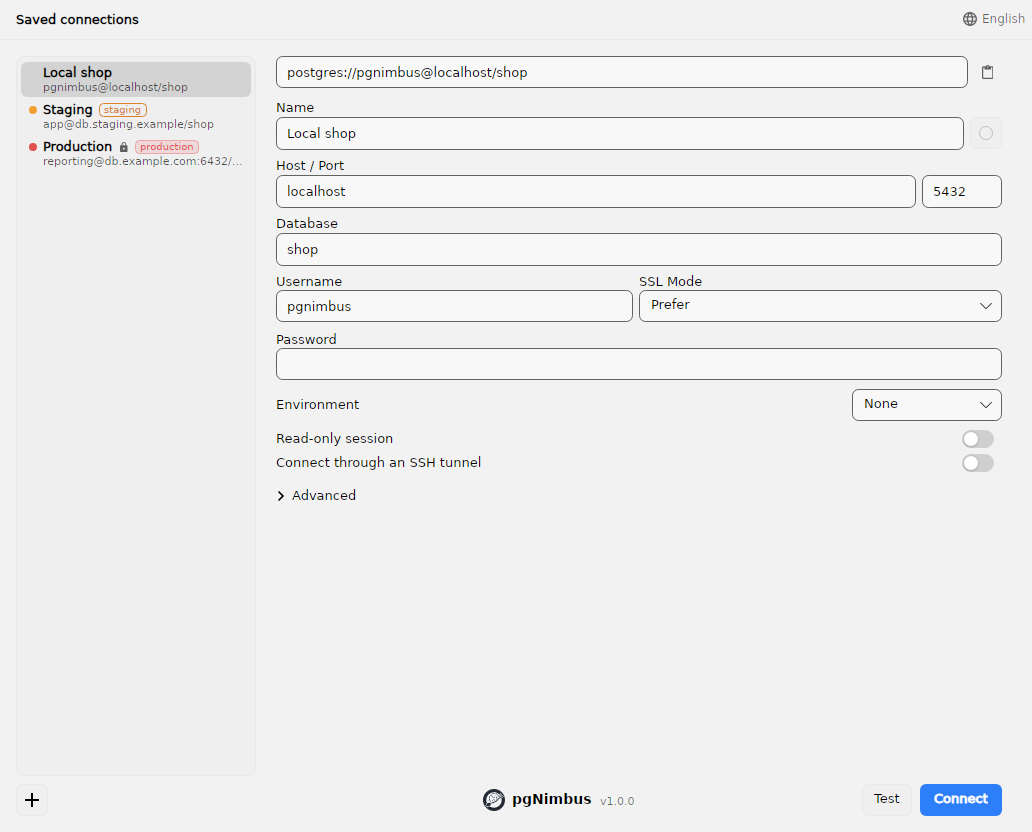 Saved connections
English
Local shop
pgnimbus@localhost/shop
Staging staging
app@db.staging.example/shop
Production production
reporting@db.example.com:6432/...
postgres://pgnimbus@localhost/shop
Name
Local shop
Host / Port
localhost
5432
Database
shop
Username
SSL Mode
pgnimbus
Prefer
Password
Environment
None
Read-only session
Connect through an SSH tunnel
Advanced
pgNimbus v1.0.0
Test
Connect